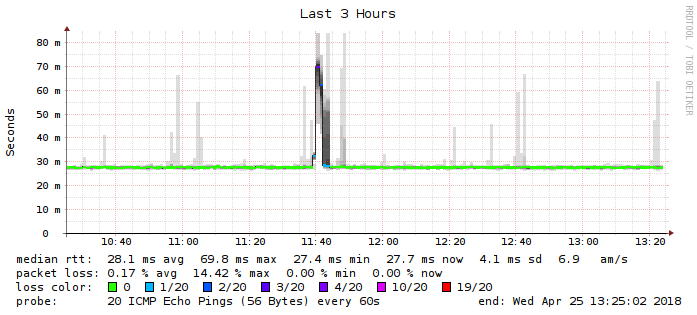 Last 3 Hours
RRDTOOL / TOBI OETIKER
Seconds
80 m
70 m
60 m
50 m
40 m
30 m
20 m
10 m
0
10:40 11:00 11:20 11:40 12:00 12:20 12:40 13:00 13:20
median rtt: 28.1 ms avg 69.8 ms max 27.4 ms min 27.7 ms now 4.1 ms sd 6.9 am/s
packet loss: 0.17 % avg 14.42 % max 0.00 % min 0.00 % now
loss color: 0 1/20 2/20 3/20 4/20 10/20 19/20
probe: 20 ICMP Echo Pings (56 Bytes) every 60s end: Wed Apr 25 13:25:02 2018